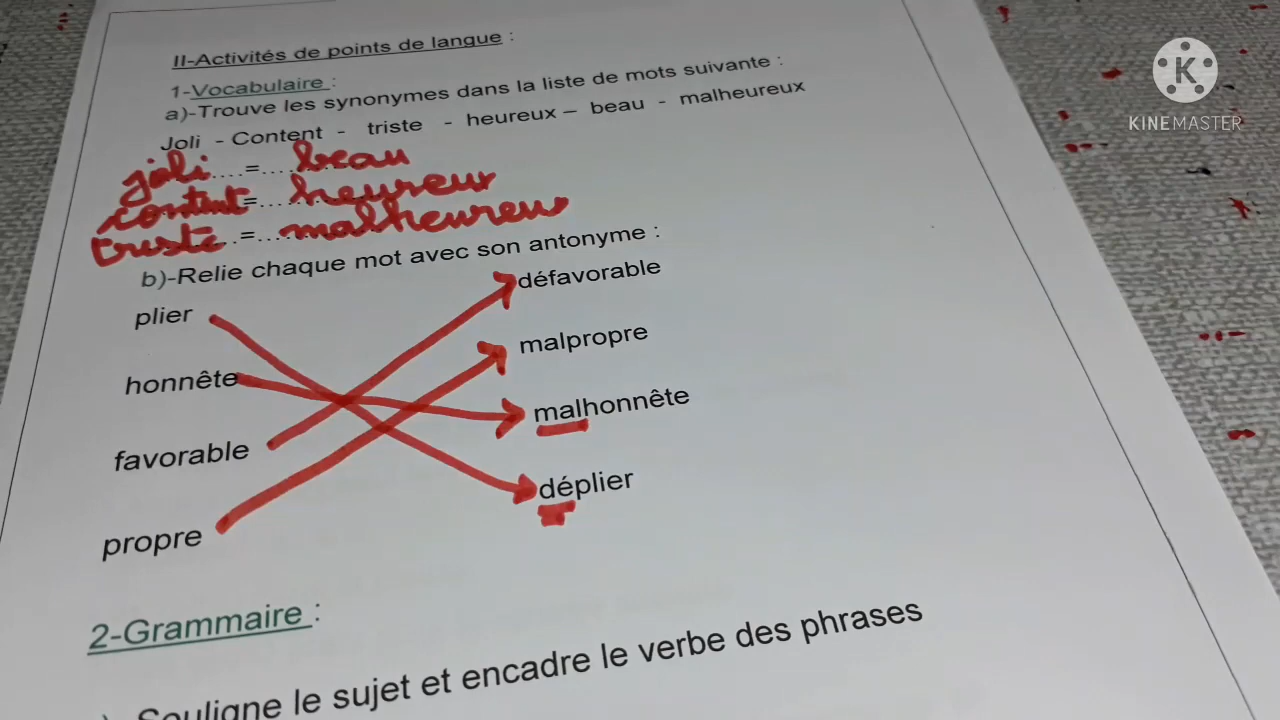 II-Activités de points de langue :
1-Vocabulaire :
a)-Trouve les synonymes dans la liste de mots suivante :
Joli - Content - triste - heureux – beau - malheureux
joli....=.... beau
content=.... heureux
triste..=.... malheureux
b)-Relie chaque mot avec son antonyme :
plier défavorable
honnête malpropre
favorable malhonnête
propre déplier
2-Grammaire :
Souligne le sujet et encadre le verbe des phrases
K
KINEMASTER